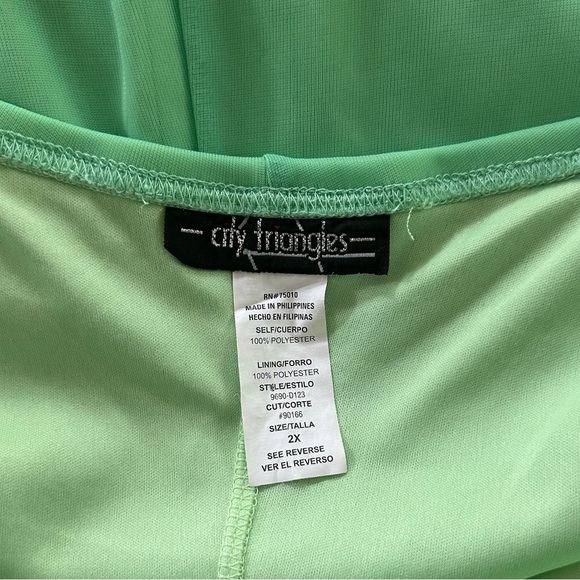 city triangles
RN#75010
MADE IN PHILIPPINES
HECHO EN FILIPINAS
SELF/CUERPO
100% POLYESTER
LINING/FORRO
100% POLYESTER
STYLE/ESTILO
9690-D123
CUT/CORTE
#90166
SIZE/TALLA
2X
SEE REVERSE
VER EL REVERSO